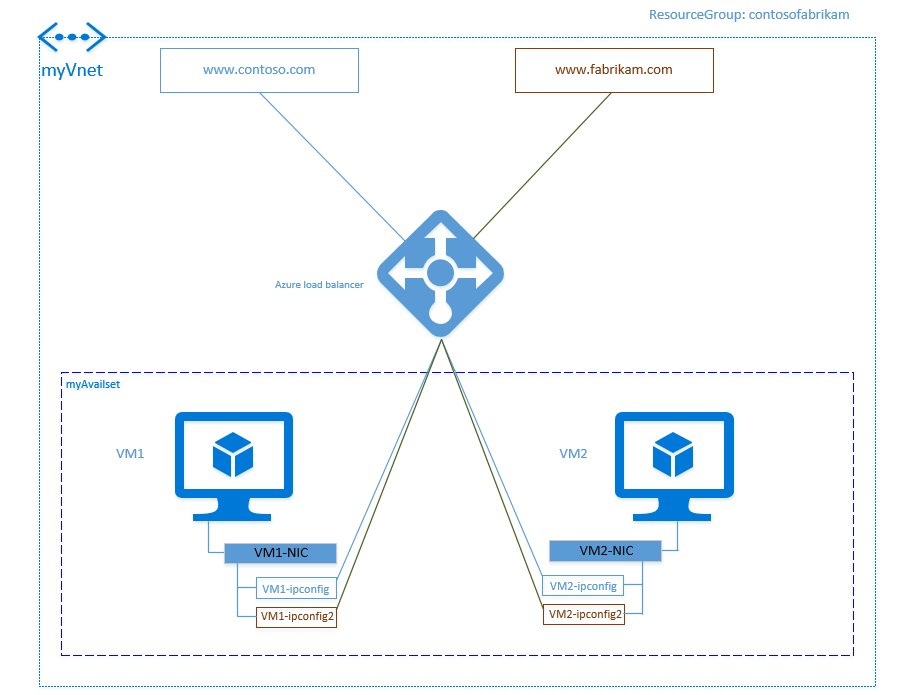 ResourceGroup: contosofabrikam
myVnet
www.contoso.com
www.fabrikam.com
Azure load balancer
myAvailset
VM1
VM2
VM1-NIC
VM2-NIC
VM1-ipconfig
VM2-ipconfig
VM1-ipconfig2
VM2-ipconfig2